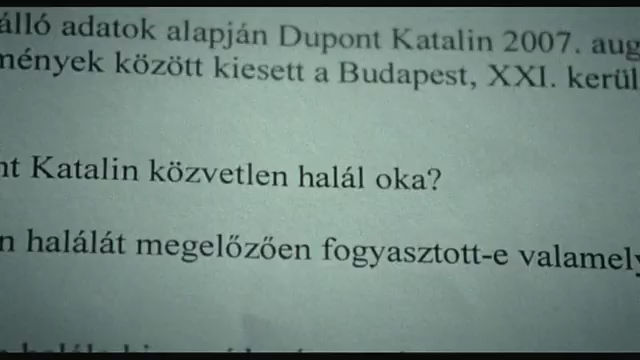 álló adatok alapján Dupont Katalin 2007. aug
mények között kiesett a Budapest, XXI. kerül
nt Katalin közvetlen halál oka?
n halálát megelőzően fogyasztott-e valamely